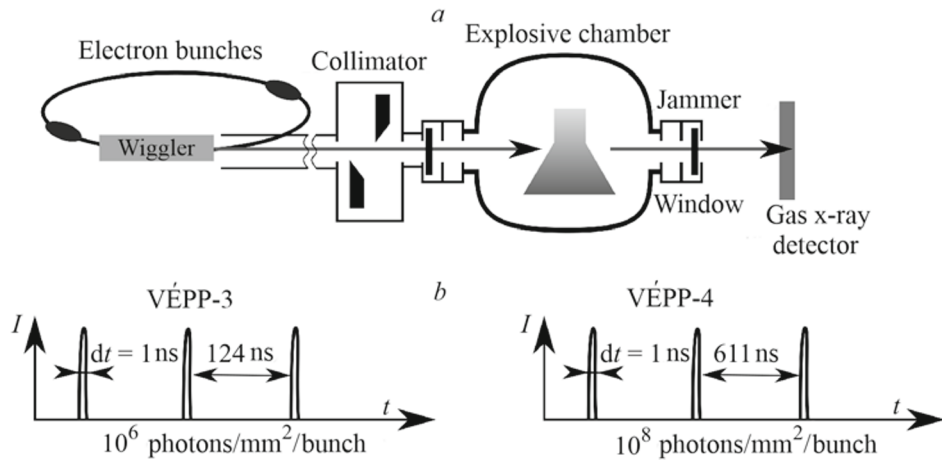 a
Electron bunches
Explosive chamber
Collimator
Jammer
Wiggler
Window
Gas x-ray
detector
b
VÉPP-3
I
dt = 1 ns
124 ns
t
10⁶ photons/mm²/bunch
VÉPP-4
I
dt = 1 ns
611 ns
t
10⁸ photons/mm²/bunch